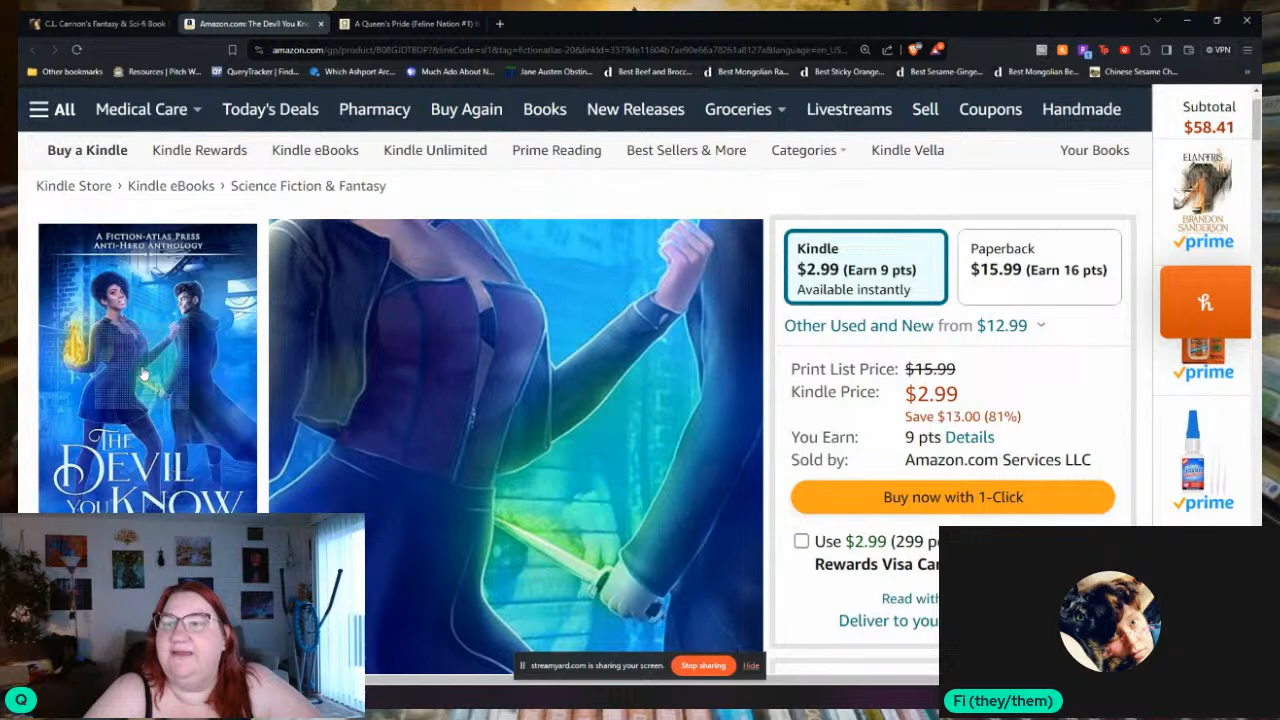 C.L. Cannon's Fantasy & Sci-fi Book
Amazon.com: The Devil You Kn
A Queen's Pride (Feline Nation #1) b
Other bookmarks
Resources | Pitch W...
QueryTracker | Find...
Which Ashport Arc...
Much Ado About N...
Jane Austen Obstin...
Best Beef and Brocc...
Best Mongolian Ra...
Best Sticky Orange...
Best Sesame-Ginge...
Best Mongolian Be...
Chinese Sesame Ch...
VPN
All
Medical Care
Today's Deals
Pharmacy
Buy Again
Books
New Releases
Groceries
Livestreams
Sell
Coupons
Handmade
Subtotal
$58.41
Buy a Kindle
Kindle Rewards
Kindle eBooks
Kindle Unlimited
Prime Reading
Best Sellers & More
Categories
Kindle Vella
Your Books
Kindle Store › Kindle eBooks › Science Fiction & Fantasy
A FICTION-ATLAS PRESS
ANTI-HERO ANTHOLOGY
THE
DEVIL
YOU KNOW
Kindle
$2.99 (Earn 9 pts)
Available instantly
Paperback
$15.99 (Earn 16 pts)
Other Used and New from $12.99
Print List Price: $15.99
Kindle Price: $2.99
Save $13.00 (81%)
You Earn: 9 pts Details
Sold by: Amazon.com Services LLC
Buy now with 1-Click
Use $2.99 (299 p
Rewards Visa Ca
Read with
Deliver to you
ELANTRIS
BRANDON
SANDERSON
prime
h
prime
prime
streamyard.com is sharing your screen.
Stop sharing
Hide
Q
Fi (they/them)